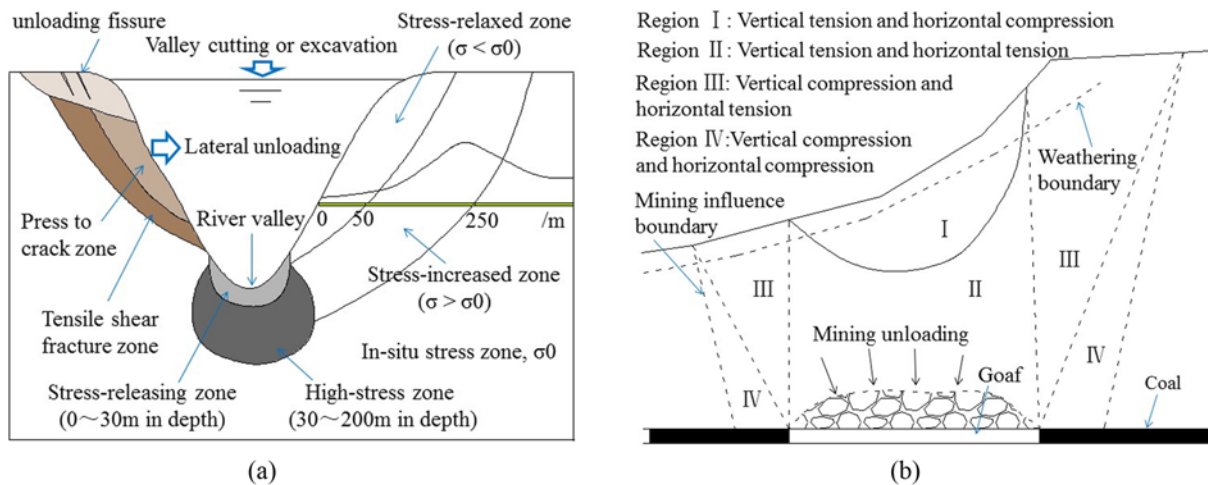 unloading fissure
Valley cutting or excavation
Stress-relaxed zone
(σ < σ0)
Lateral unloading
Press to
crack zone
River valley
0 50 250 /m
Stress-increased zone
(σ > σ0)
Tensile shear
fracture zone
In-situ stress zone, σ0
Stress-releasing zone
(0～30m in depth)
High-stress zone
(30～200m in depth)
(a)
Region Ⅰ: Vertical tension and horizontal compression
Region Ⅱ: Vertical tension and horizontal tension
Region Ⅲ: Vertical compression and
horizontal tension
Region Ⅳ:Vertical compression
and horizontal compression
Weathering
boundary
Mining influence
boundary
Ⅰ
Ⅲ
Ⅱ
Ⅲ
Mining unloading
Ⅳ
Goaf
Coal
Ⅳ
(b)